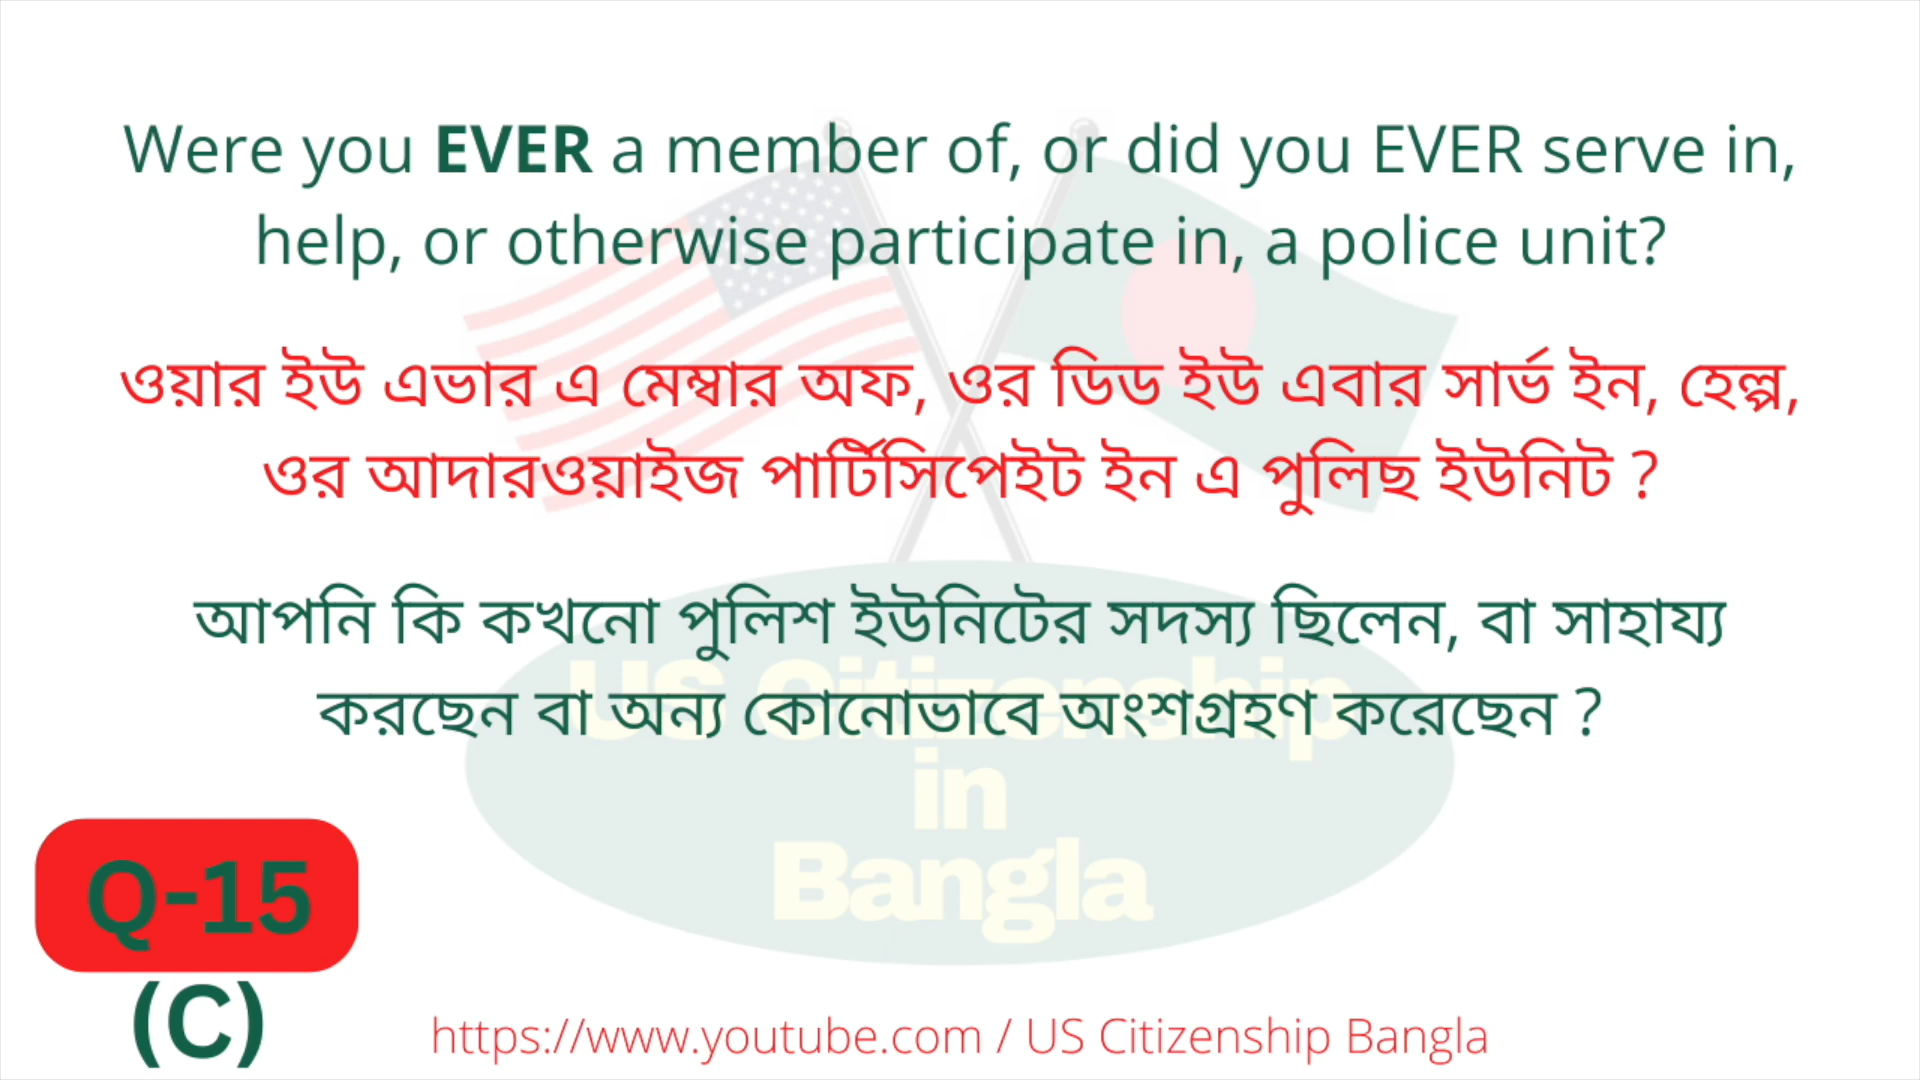 Were you EVER a member of, or did you EVER serve in,
help, or otherwise participate in, a police unit?
ওয়ার ইউ এভার এ মেম্বার অফ, ওর ডিড ইউ এবার সার্ভ ইন, হেল্প,
ওর আদারওয়াইজ পার্টিসিপেইট ইন এ পুলিছ ইউনিট ?
আপনি কি কখনো পুলিশ ইউনিটের সদস্য ছিলেন, বা সাহায্য
করছেন বা অন্য কোনোভাবে অংশগ্রহণ করেছেন ?
US Citizenship
in
Bangla
Q-15
(C)
https://www.youtube.com / US Citizenship Bangla